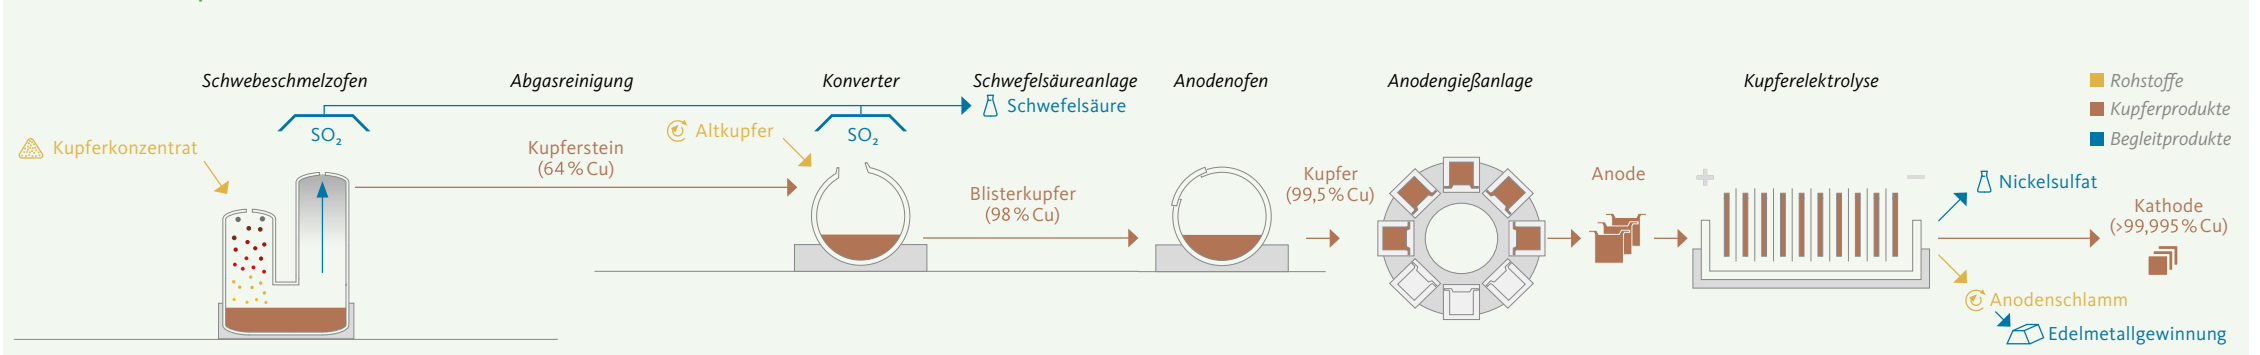 Schwebeschmelzofen
Abgasreinigung
Konverter
Schwefelsäureanlage
Anodenofen
Anodengießanlage
Kupferelektrolyse
Rohstoffe
Kupferprodukte
Begleitprodukte
Kupferkonzentrat
SO₂
Kupferstein
(64 % Cu)
Altkupfer
SO₂
Schwefelsäure
Blisterkupfer
(98 % Cu)
Kupfer
(99,5 % Cu)
Anode
+
−
Nickelsulfat
Kathode
(>99,995 % Cu)
Anodenschlamm
Edelmetallgewinnung